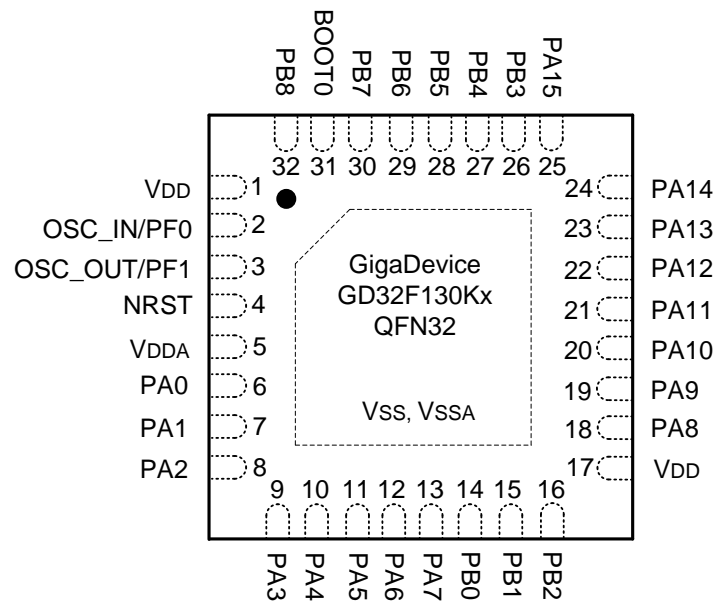 PB8 BOOT0 PB7 PB6 PB5 PB4 PB3 PA15
32 31 30 29 28 27 26 25
VDD 1
OSC_IN/PF0 2
OSC_OUT/PF1 3
NRST 4
VDDA 5
PA0 6
PA1 7
PA2 8
GigaDevice
GD32F130Kx
QFN32
VSS, VSSA
24 PA14
23 PA13
22 PA12
21 PA11
20 PA10
19 PA9
18 PA8
17 VDD
9 10 11 12 13 14 15 16
PA3 PA4 PA5 PA6 PA7 PB0 PB1 PB2